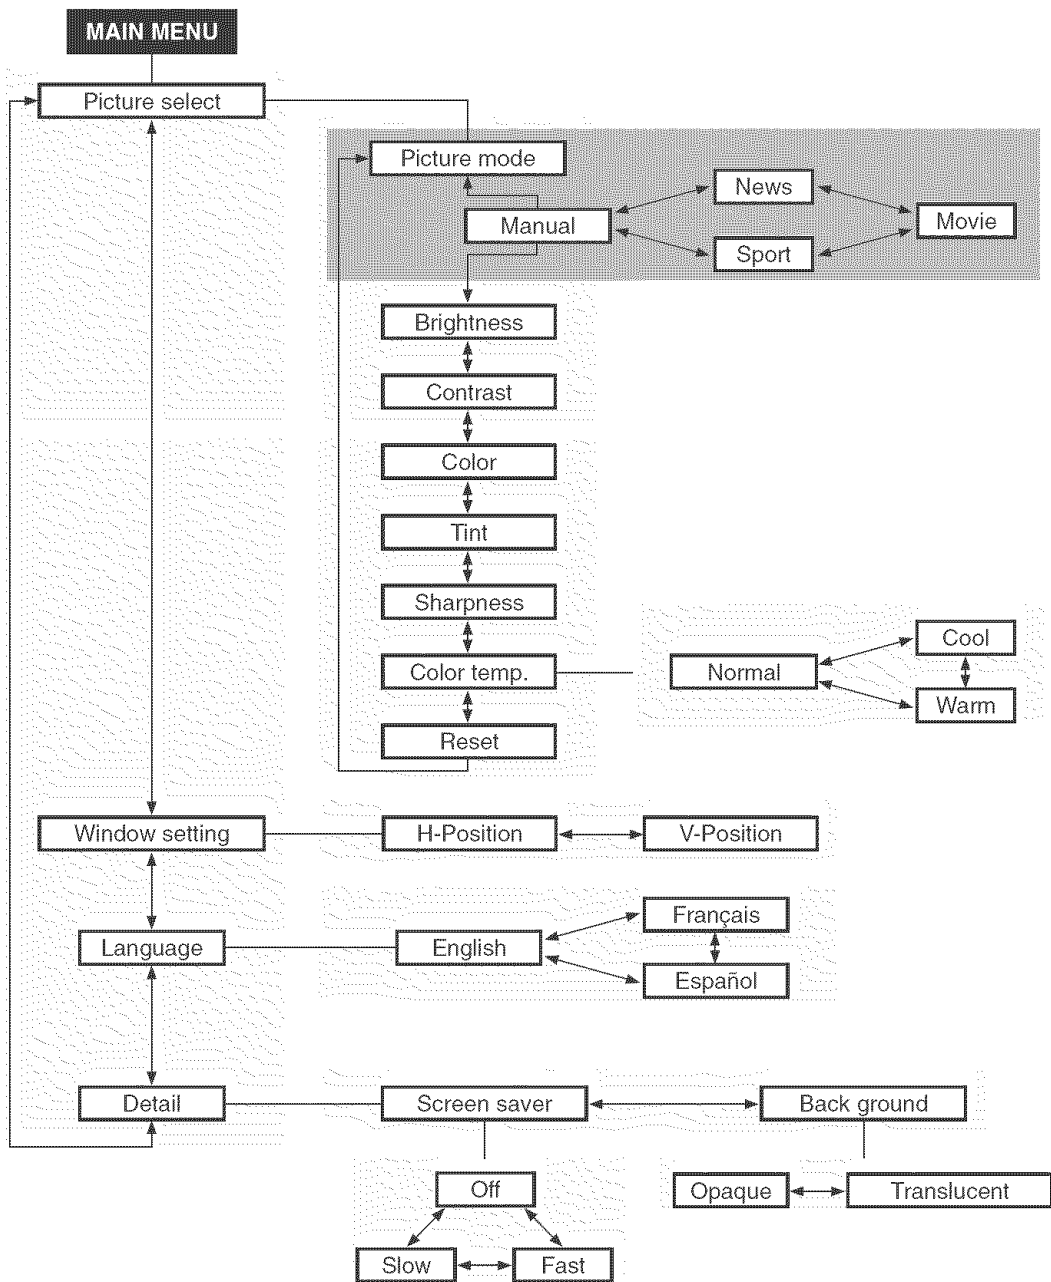 MAIN MENU
Picture select
Picture mode
News
Manual
Movie
Sport
Brightness
Contrast
Color
Tint
Sharpness
Color temp.
Normal
Cool
Warm
Reset
Window setting
H-Position
V-Position
Language
English
Français
Español
Detail
Screen saver
Back ground
Off
Slow
Fast
Opaque
Translucent